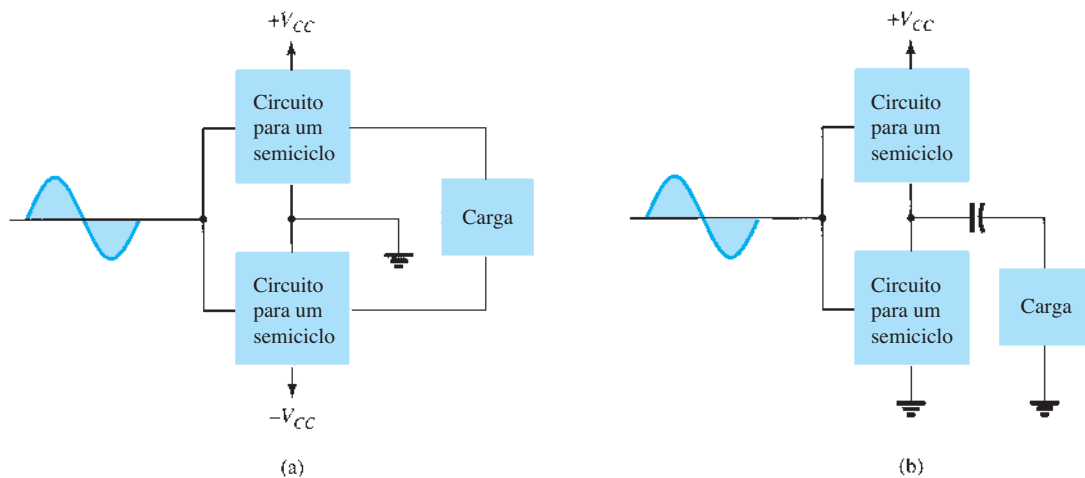 +VCC
Circuito
para um
semiciclo
Carga
Circuito
para um
semiciclo
−VCC
(a)
+VCC
Circuito
para um
semiciclo
Circuito
para um
semiciclo
Carga
(b)